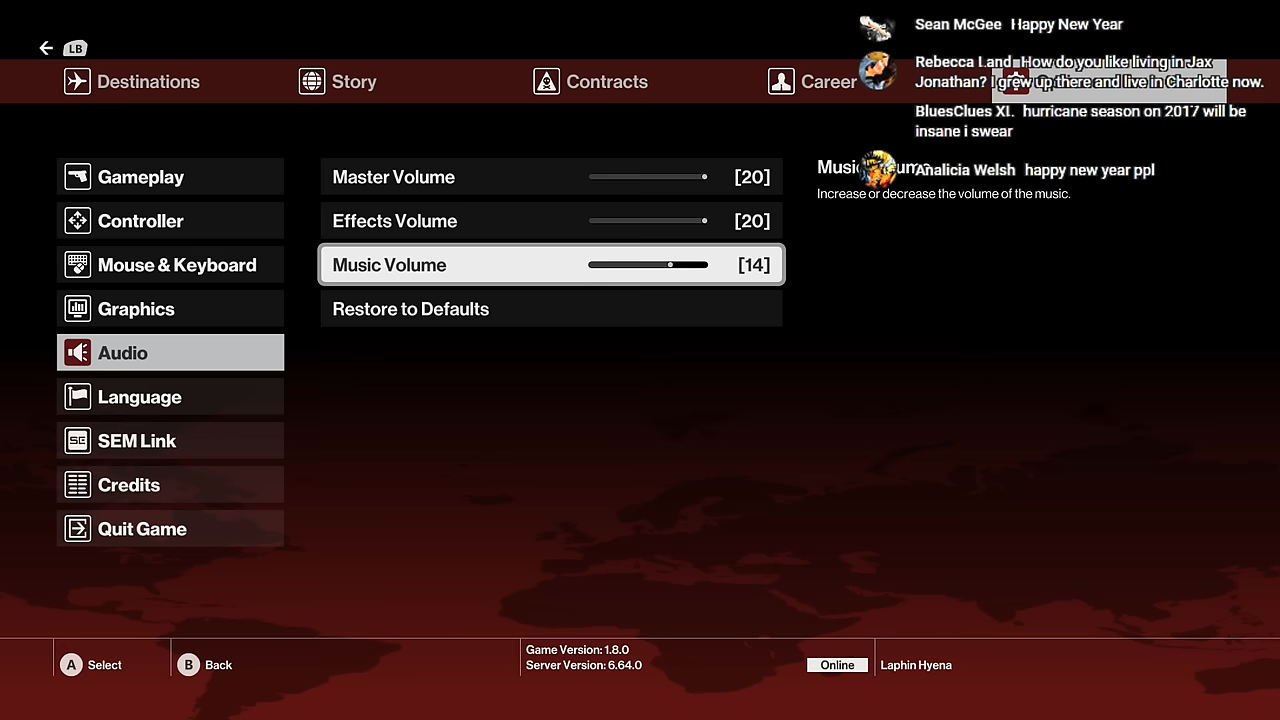 Sean McGee Happy New Year
LB
Rebecca Land How do you like living in Jax
Jonathan? I grew up there and live in Charlotte now.
Destinations
Story
Contracts
Career
BluesClues XI. hurricane season on 2017 will be
insane i swear
Analicia Welsh happy new year ppl
Gameplay
Controller
Mouse & Keyboard
Graphics
Audio
Language
SEM Link
SE
Credits
Quit Game
Master Volume [20]
Effects Volume [20]
Music Volume [14]
Restore to Defaults
Increase or decrease the volume of the music.
A Select
B Back
Game Version: 1.8.0
Server Version: 6.64.0
Online
Laphin Hyena